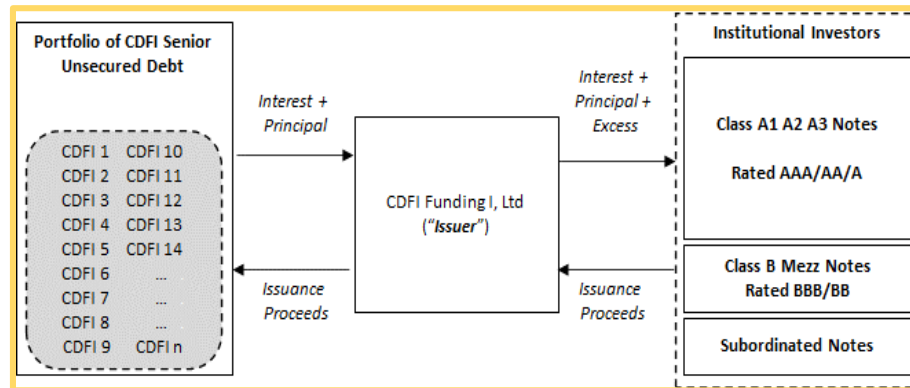 Portfolio of CDFI Senior
Unsecured Debt
CDFI 1 CDFI 10
CDFI 2 CDFI 11
CDFI 3 CDFI 12
CDFI 4 CDFI 13
CDFI 5 CDFI 14
CDFI 6 ...
CDFI 7 ...
CDFI 8 ...
CDFI 9 CDFI n
Interest +
Principal
Issuance
Proceeds
CDFI Funding I, Ltd
("Issuer")
Interest +
Principal +
Excess
Issuance
Proceeds
Institutional Investors
Class A1 A2 A3 Notes
Rated AAA/AA/A
Class B Mezz Notes
Rated BBB/BB
Subordinated Notes